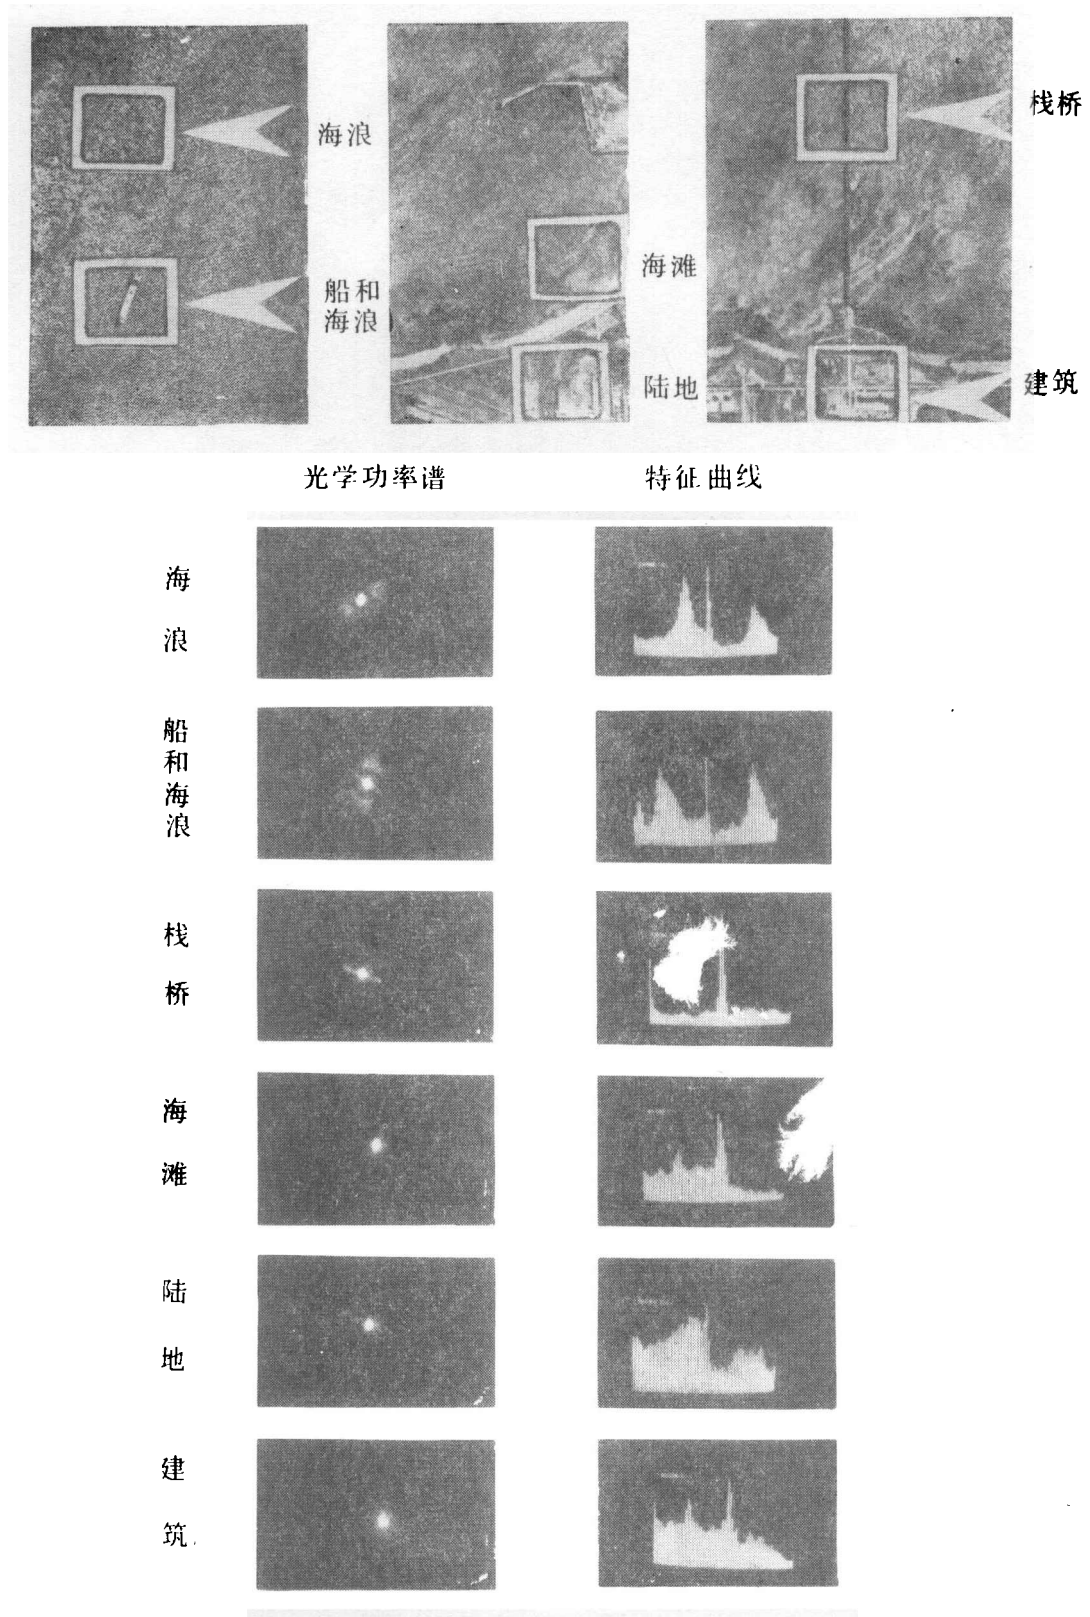 海浪
船和
海浪
海滩
陆地
栈桥
建筑
光学功率谱
特征曲线
海
浪
船
和
海
浪
栈
桥
海
滩
陆
地
建
筑